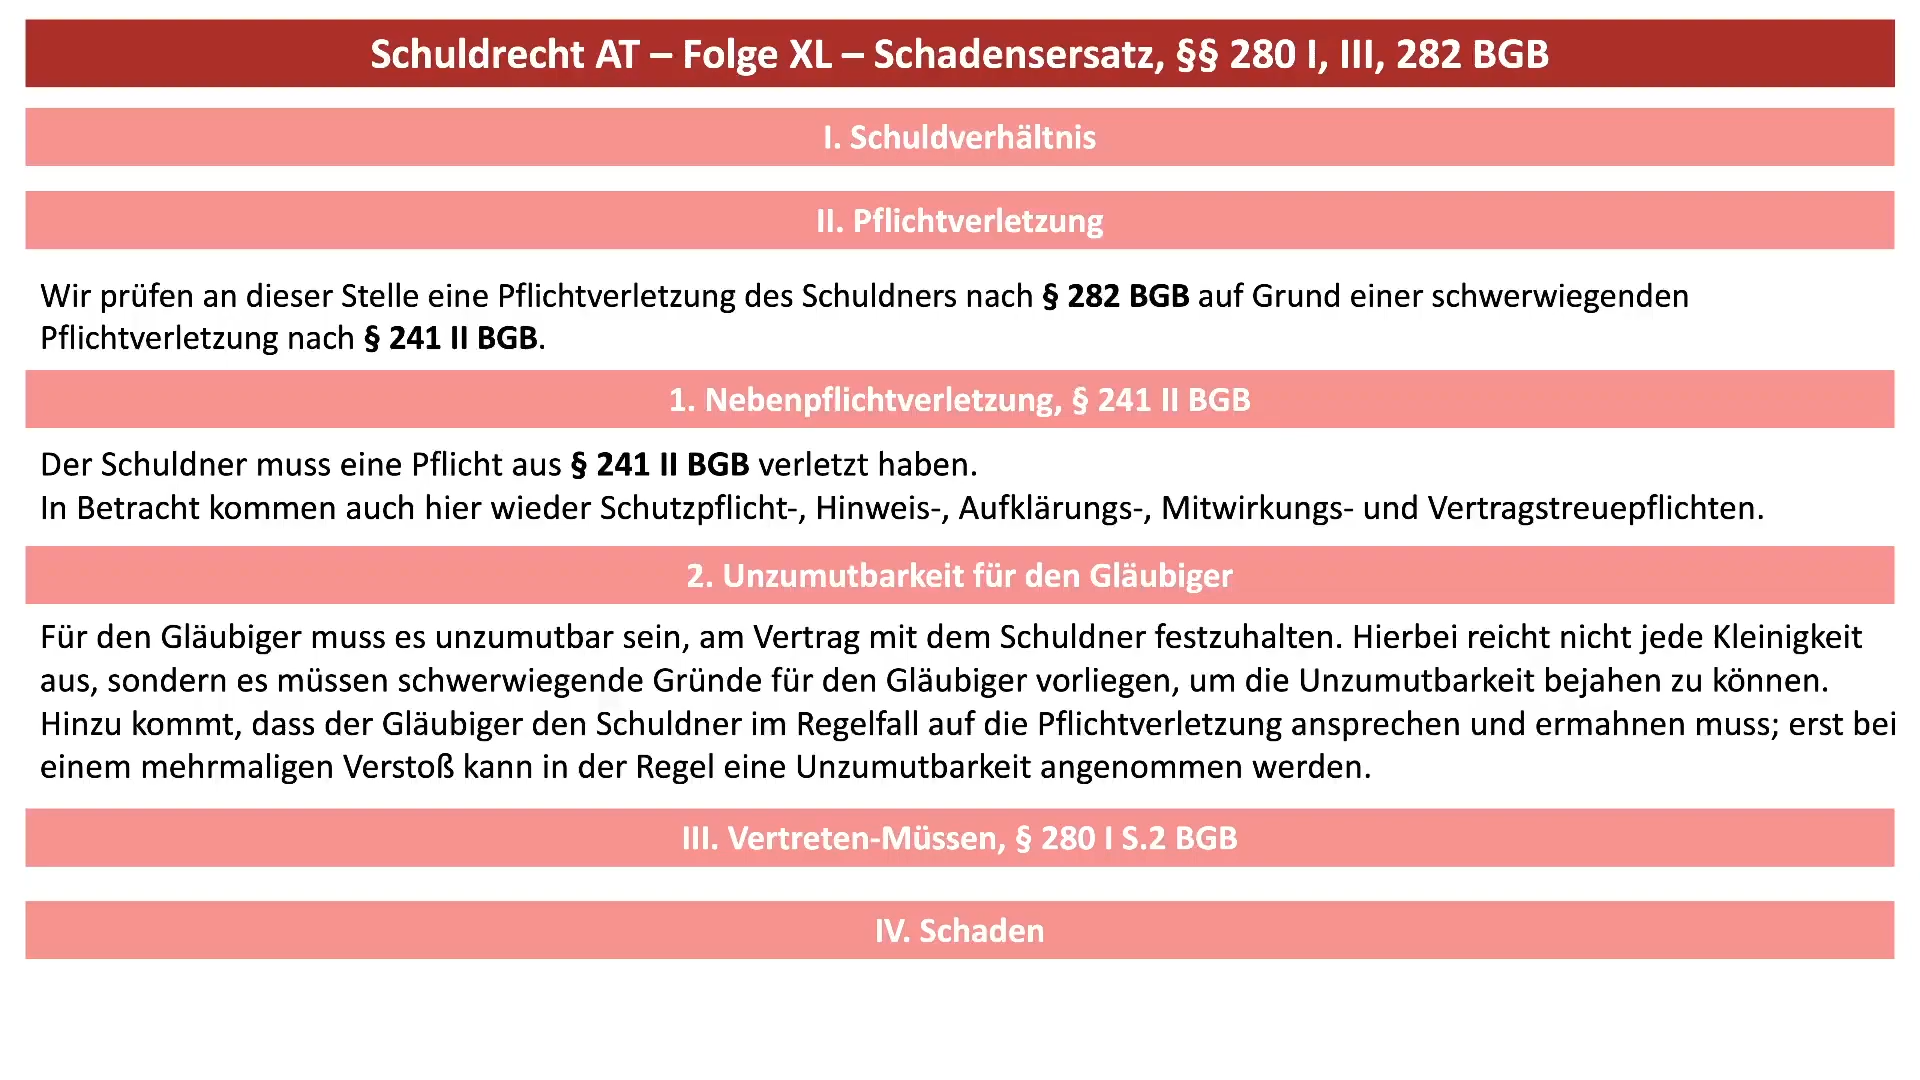 Schuldrecht AT – Folge XL – Schadensersatz, §§ 280 I, III, 282 BGB
I. Schuldverhältnis
II. Pflichtverletzung
Wir prüfen an dieser Stelle eine Pflichtverletzung des Schuldners nach § 282 BGB auf Grund einer schwerwiegenden
Pflichtverletzung nach § 241 II BGB.
1. Nebenpflichtverletzung, § 241 II BGB
Der Schuldner muss eine Pflicht aus § 241 II BGB verletzt haben.
In Betracht kommen auch hier wieder Schutzpflicht-, Hinweis-, Aufklärungs-, Mitwirkungs- und Vertragstreuepflichten.
2. Unzumutbarkeit für den Gläubiger
Für den Gläubiger muss es unzumutbar sein, am Vertrag mit dem Schuldner festzuhalten. Hierbei reicht nicht jede Kleinigkeit
aus, sondern es müssen schwerwiegende Gründe für den Gläubiger vorliegen, um die Unzumutbarkeit bejahen zu können.
Hinzu kommt, dass der Gläubiger den Schuldner im Regelfall auf die Pflichtverletzung ansprechen und ermahnen muss; erst bei
einem mehrmaligen Verstoß kann in der Regel eine Unzumutbarkeit angenommen werden.
III. Vertreten-Müssen, § 280 I S.2 BGB
IV. Schaden